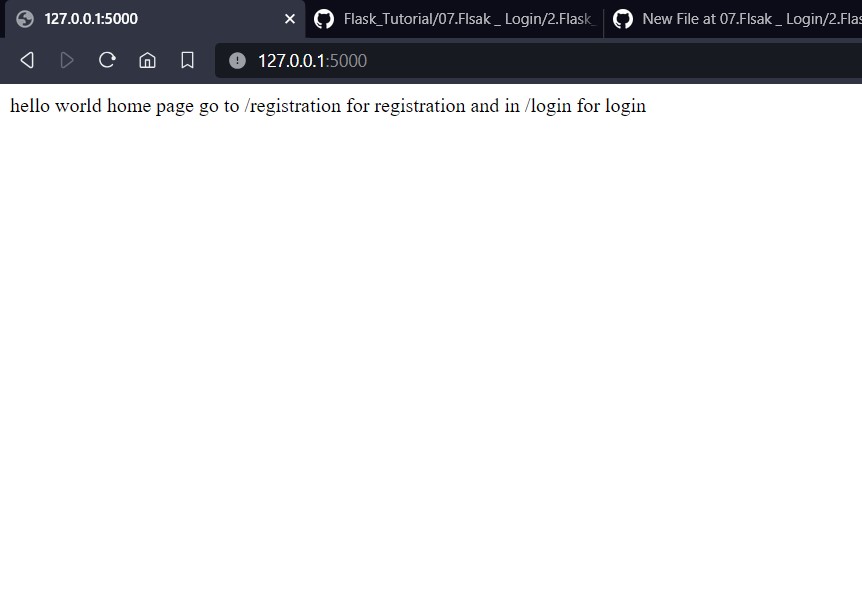 127.0.0.1:5000
Flask_Tutorial/07.Flsak _ Login/2.Flask_
New File at 07.Flsak _ Login/2.Flas
127.0.0.1:5000
hello world home page go to /registration for registration and in /login for login